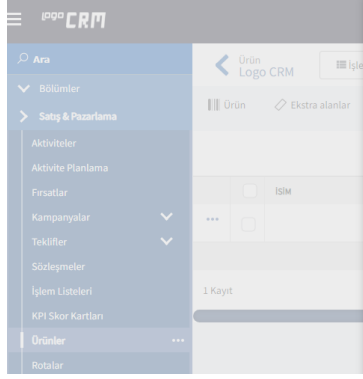 logo CRM
Ara
Bölümler
Satış & Pazarlama
Aktiviteler
Aktivite Planlama
Fırsatlar
Kampanyalar
Teklifler
Sözleşmeler
İşlem Listeleri
KPI Skor Kartları
Ürünler
Rotalar
Ürün
Logo CRM
İşle
Ürün
Ekstra alanlar
İSİM
1 Kayıt